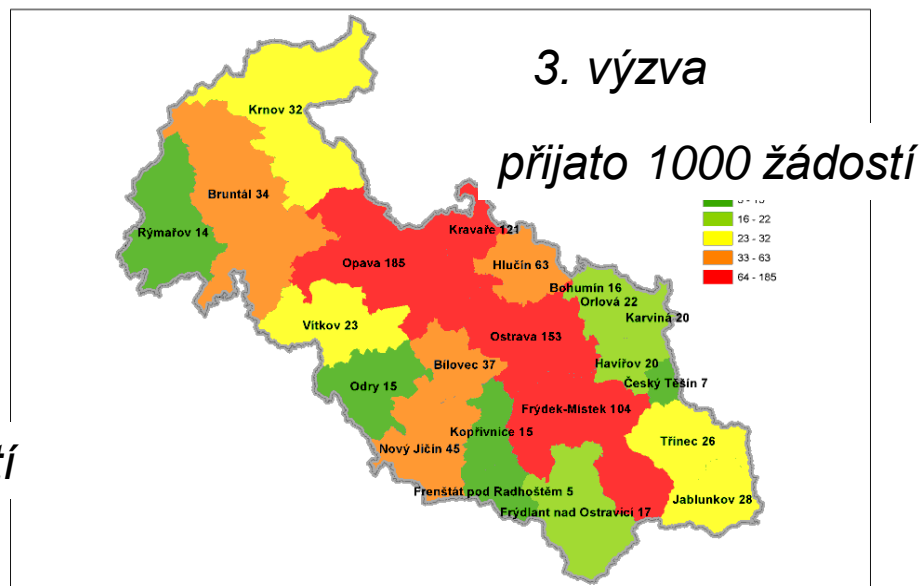 3. výzva
přijato 1000 žádostí
Krnov 32
Bruntál 34
Rýmařov 14
Kravaře 121
Opava 185
Hlučín 63
Bohumín 16
Orlová 22
Karviná 20
Vítkov 23
Ostrava 153
Bílovec 37
Havířov 20
Český Těšín 7
Odry 15
Frýdek-Místek 104
Kopřivnice 15
Třinec 26
Nový Jičín 45
Frenštát pod Radhoštěm 5
Jablunkov 28
Frýdlant nad Ostravicí 17
16 - 22
23 - 32
33 - 63
64 - 185
tí